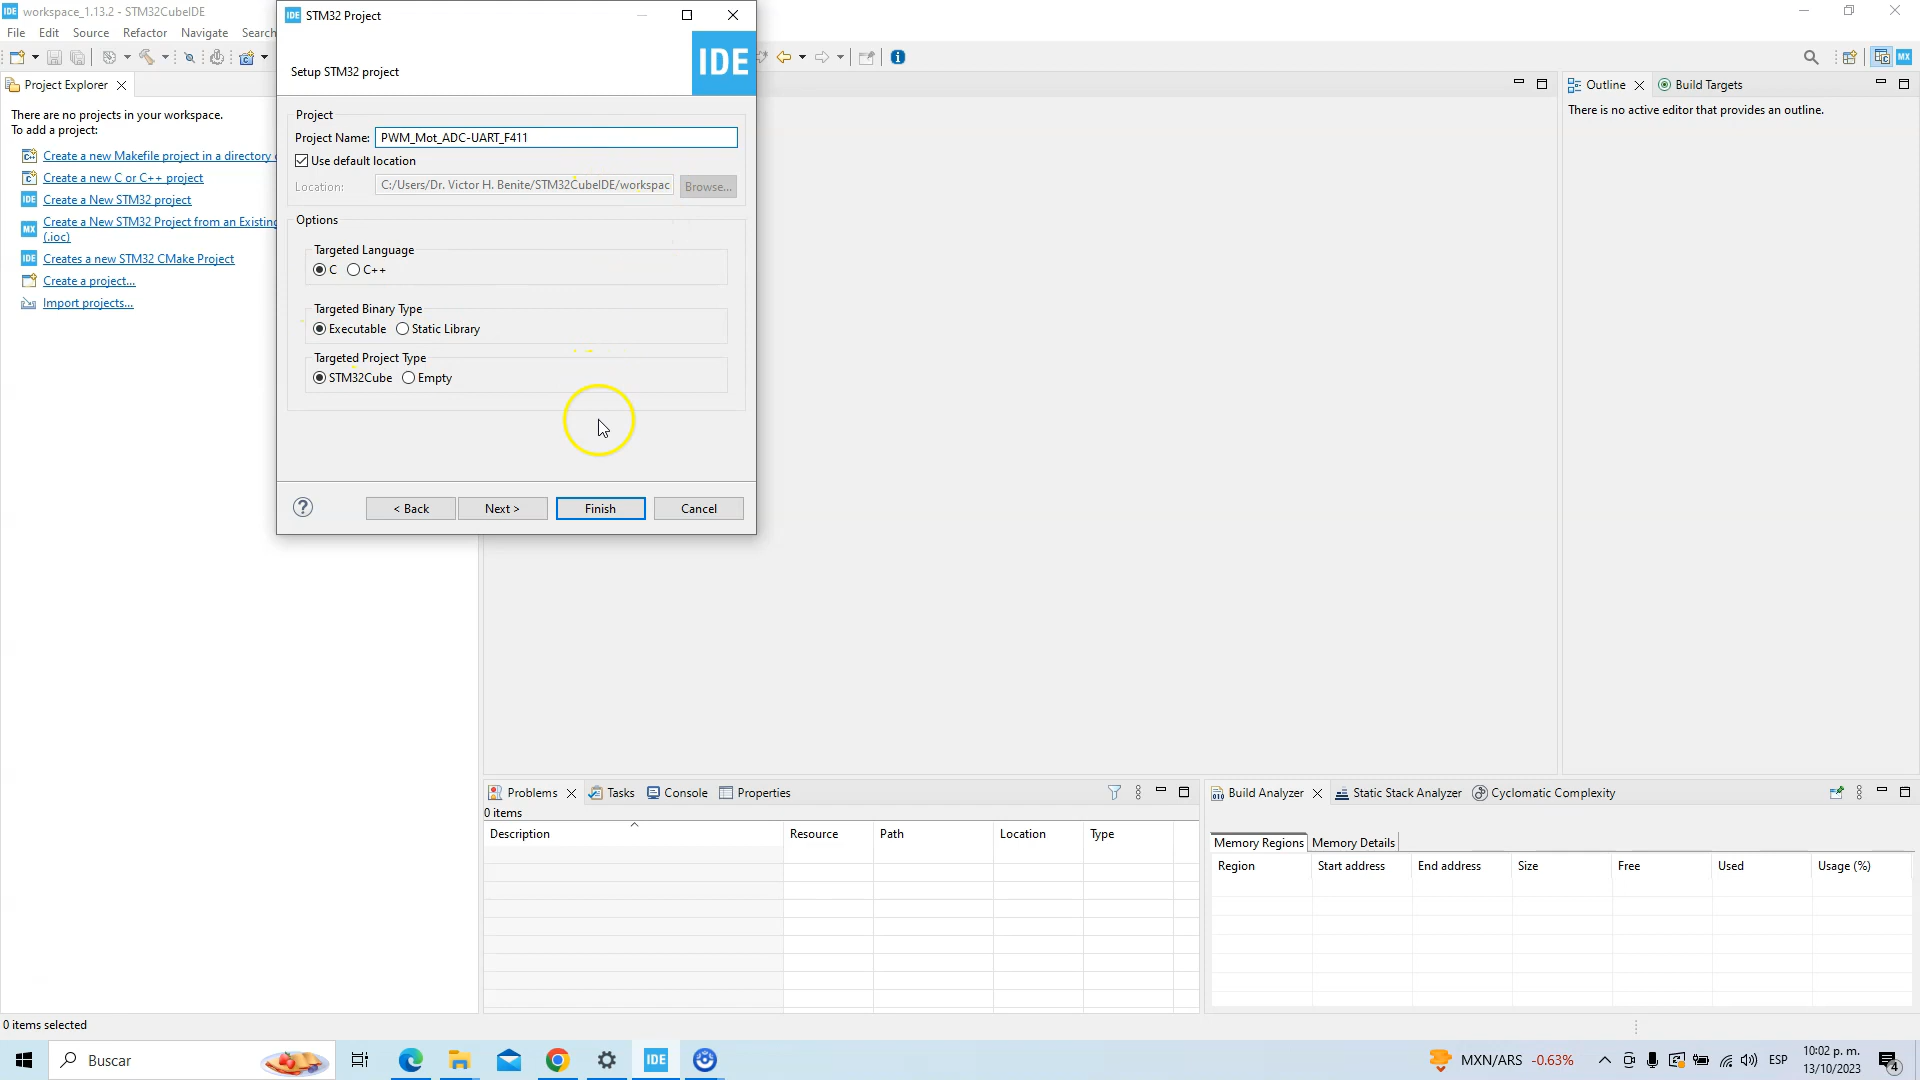 workspace_1.13.2 - STM32CubeIDE
File Edit Source Refactor Navigate Search
IDE STM32 Project
Setup STM32 project
IDE
Project
Project Name: PWM_Mot_ADC-UART_F411
Use default location
Location: C:/Users/Dr. Victor H. Benite/STM32CubeIDE/workspac Browse...
Options
Targeted Language
C C++
Targeted Binary Type
Executable Static Library
Targeted Project Type
STM32Cube Empty
< Back Next > Finish Cancel
Project Explorer
There are no projects in your workspace.
To add a project:
Create a new Makefile project in a directory
Create a new C or C++ project
IDE Create a New STM32 project
MX Create a New STM32 Project from an Existing
(.ioc)
IDE Creates a new STM32 CMake Project
Create a project...
Import projects...
MX
Outline Build Targets
There is no active editor that provides an outline.
Problems Tasks Console Properties
0 items
Description Resource Path Location Type
Build Analyzer Static Stack Analyzer Cyclomatic Complexity
Memory Regions Memory Details
Region Start address End address Size Free Used Usage (%)
0 items selected
Buscar
IDE
MXN/ARS -0.63%
ESP
10:02 p. m.
13/10/2023
4